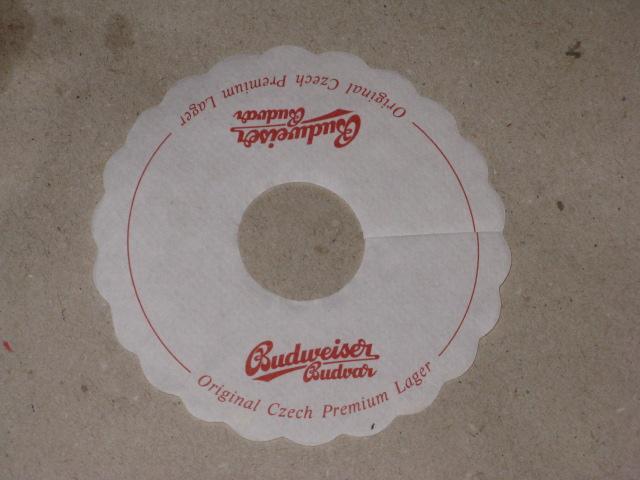 Original Czech Premium Lager
Budweiser
Budvar
Budweiser
Budvar
Original Czech Premium Lager